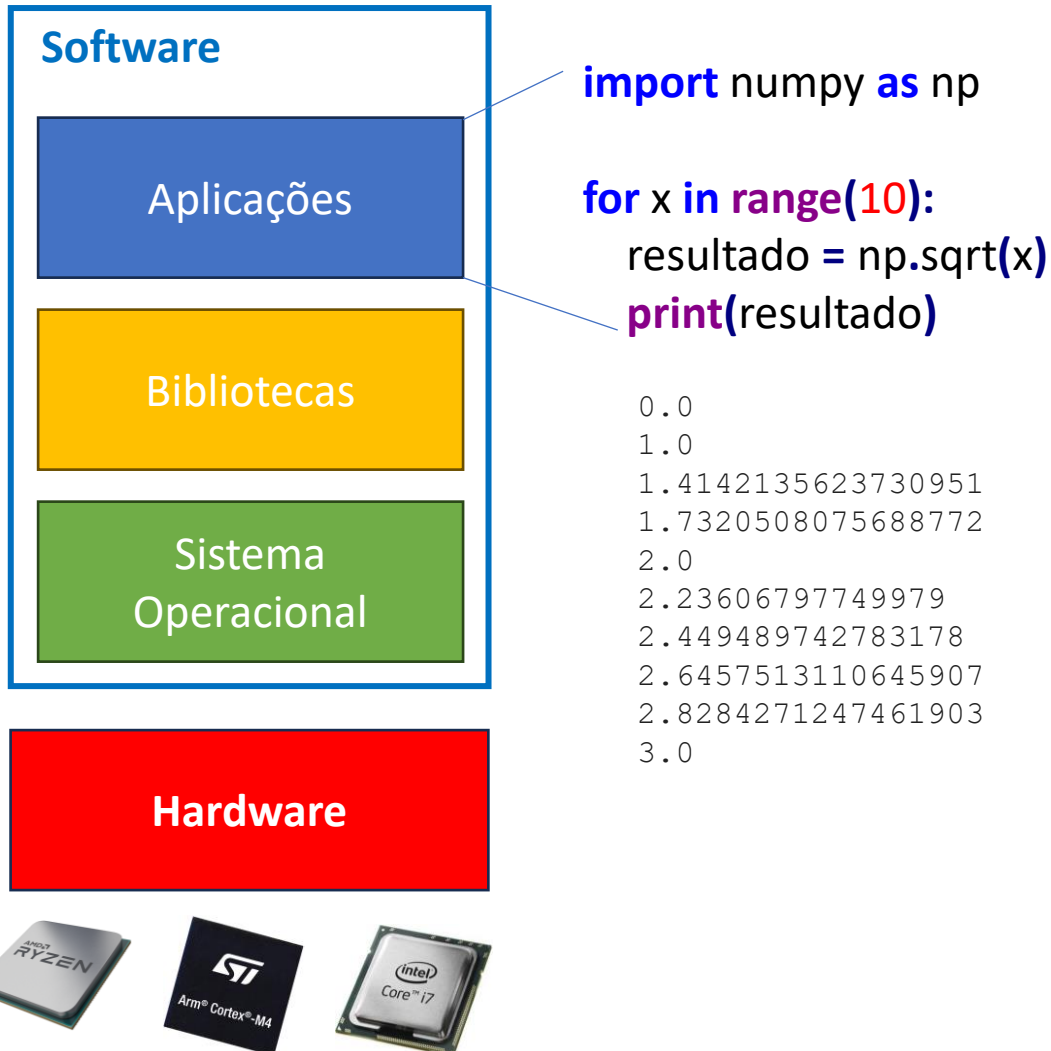 Software
Aplicações
Bibliotecas
Sistema
Operacional
Hardware
AMD
RYZEN
ST
Arm® Cortex®-M4
intel
Core™ i7
import numpy as np
for x in range(10):
resultado = np.sqrt(x)
print(resultado)
0.0
1.0
1.4142135623730951
1.7320508075688772
2.0
2.23606797749979
2.449489742783178
2.6457513110645907
2.8284271247461903
3.0